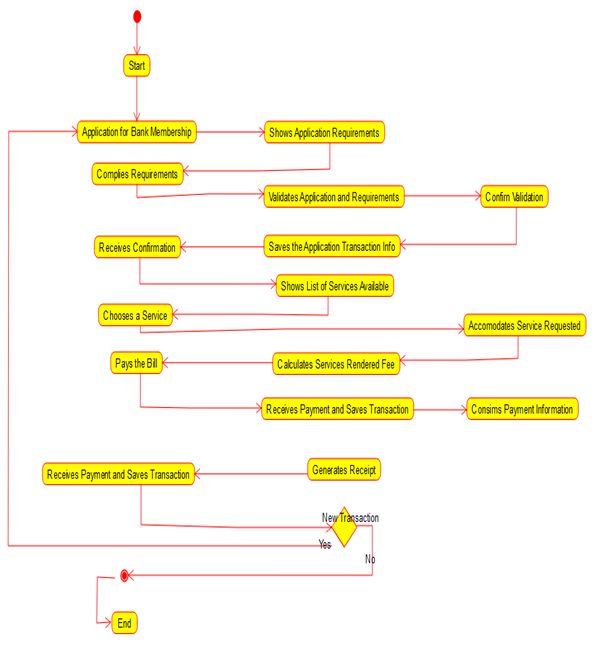 Start
Application for Bank Membership
Shows Application Requirements
Complies Requirements
Validates Application and Requirements
Confirm Validation
Receives Confirmation
Saves the Application Transaction Info
Shows List of Services Available
Chooses a Service
Accomodates Service Requested
Pays the Bill
Calculates Services Rendered Fee
Receives Payment and Saves Transaction
Consims Payment Information
Receives Payment and Saves Transaction
Generates Receipt
New Transaction
Yes
No
End